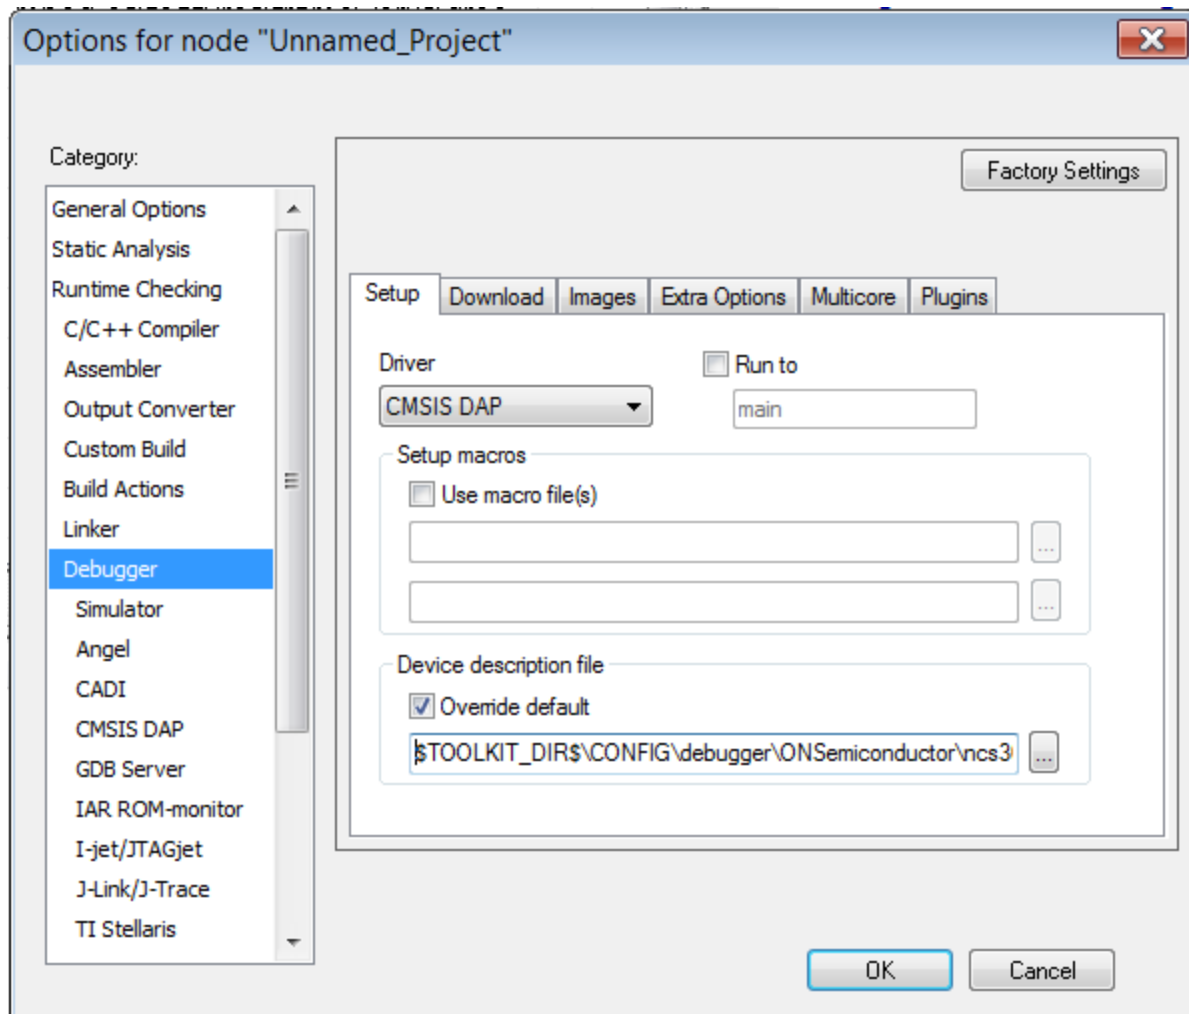 Options for node "Unnamed_Project"
Category:
General Options
Static Analysis
Runtime Checking
C/C++ Compiler
Assembler
Output Converter
Custom Build
Build Actions
Linker
Debugger
Simulator
Angel
CADI
CMSIS DAP
GDB Server
IAR ROM-monitor
I-jet/JTAGjet
J-Link/J-Trace
TI Stellaris
Factory Settings
Setup Download Images Extra Options Multicore Plugins
Driver
CMSIS DAP
Run to
main
Setup macros
Use macro file(s)
...
...
Device description file
Override default
$TOOLKIT_DIR$\CONFIG\debugger\ONSemiconductor\ncs3
...
OK Cancel